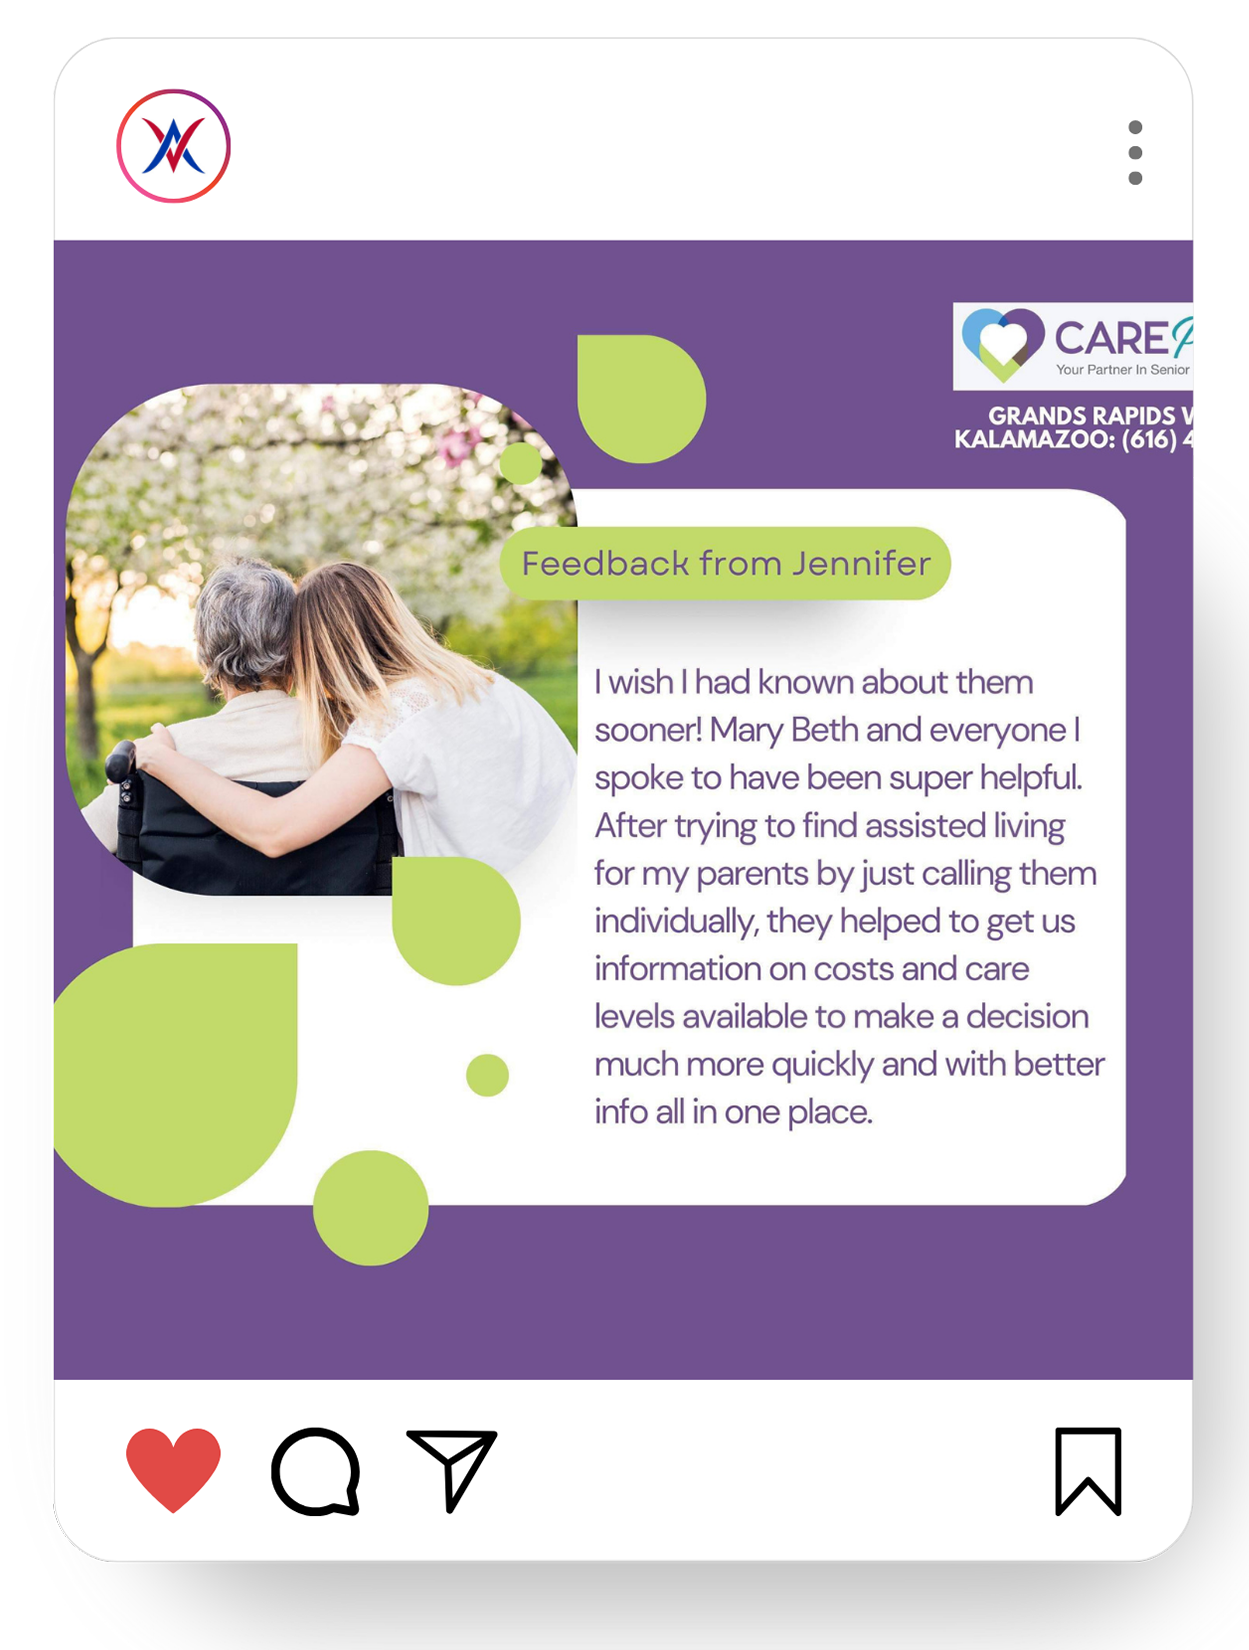 CARE
Your Partner In Senior
GRANDS RAPIDS
KALAMAZOO: (616) 4
Feedback from Jennifer
I wish I had known about them
sooner! Mary Beth and everyone I
spoke to have been super helpful.
After trying to find assisted living
for my parents by just calling them
individually, they helped to get us
information on costs and care
levels available to make a decision
much more quickly and with better
info all in one place.